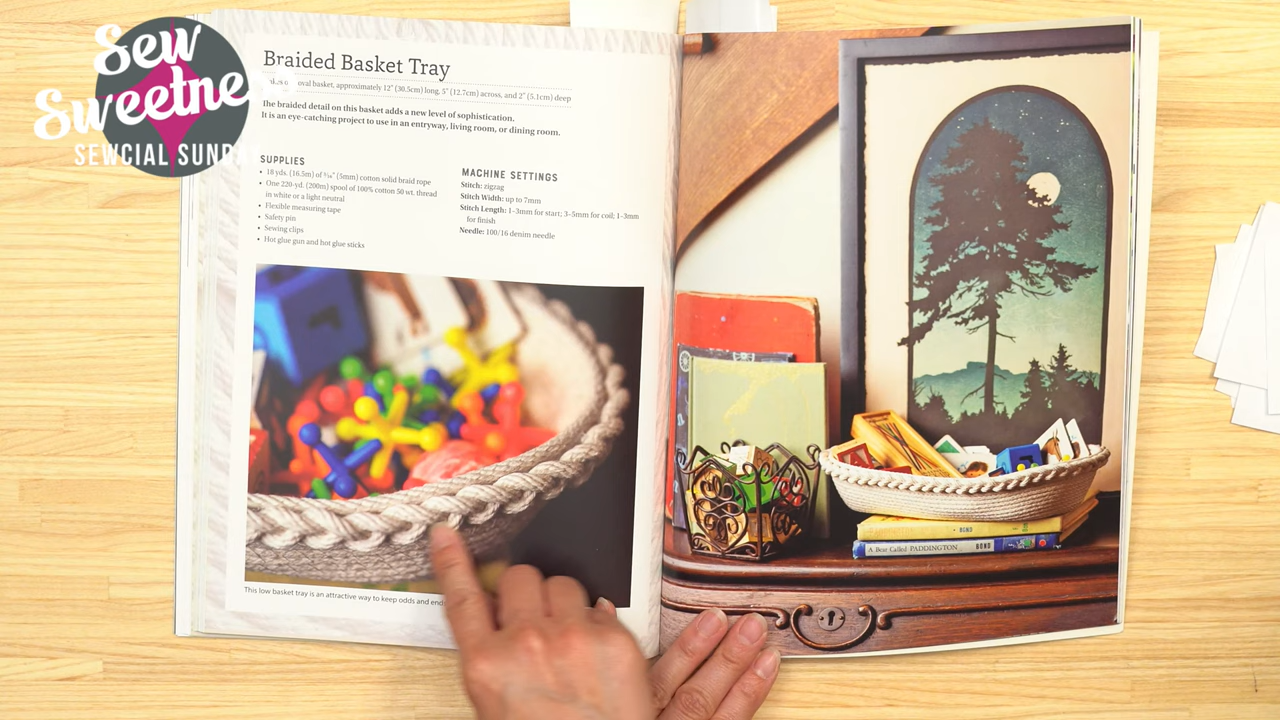 Sew
Sweetness
SEWCIAL SUNDAY
Braided Basket Tray
oval basket, approximately 12" (30.5cm) long, 5" (12.7cm) across, and 2" (5.1cm) deep
The braided detail on this basket adds a new level of sophistication.
It is an eye-catching project to use in an entryway, living room, or dining room.
SUPPLIES
• 18 yds. (16.5m) of 3/16" (5mm) cotton solid braid rope
• One 220-yd. (200m) spool of 100% cotton 50 wt. thread
in white or a light neutral
• Flexible measuring tape
• Safety pin
• Sewing clips
• Hot glue gun and hot glue sticks
MACHINE SETTINGS
Stitch: zigzag
Stitch Width: up to 7mm
Stitch Length: 1–3mm for start; 3–5mm for coil; 1–3mm
for finish
Needle: 100/16 denim needle
This low basket tray is an attractive way to keep odds and ends
BOND
A Bear Called PADDINGTON BOND